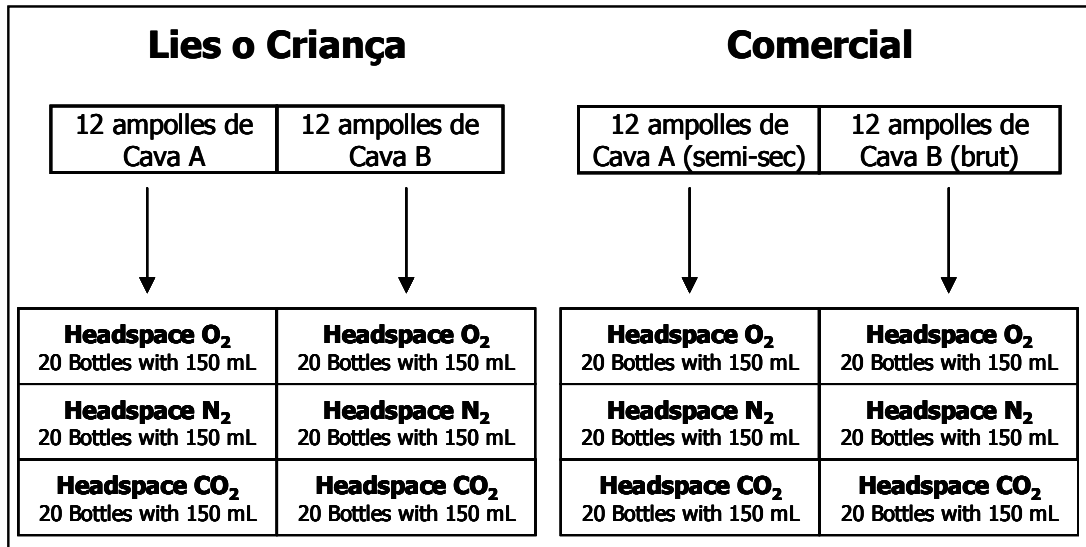 Lies o Criança
Comercial
12 ampolles de
Cava A
12 ampolles de
Cava B
12 ampolles de
Cava A (semi-sec)
12 ampolles de
Cava B (brut)
Headspace O₂
20 Bottles with 150 mL
Headspace O₂
20 Bottles with 150 mL
Headspace O₂
20 Bottles with 150 mL
Headspace O₂
20 Bottles with 150 mL
Headspace N₂
20 Bottles with 150 mL
Headspace N₂
20 Bottles with 150 mL
Headspace N₂
20 Bottles with 150 mL
Headspace N₂
20 Bottles with 150 mL
Headspace CO₂
20 Bottles with 150 mL
Headspace CO₂
20 Bottles with 150 mL
Headspace CO₂
20 Bottles with 150 mL
Headspace CO₂
20 Bottles with 150 mL